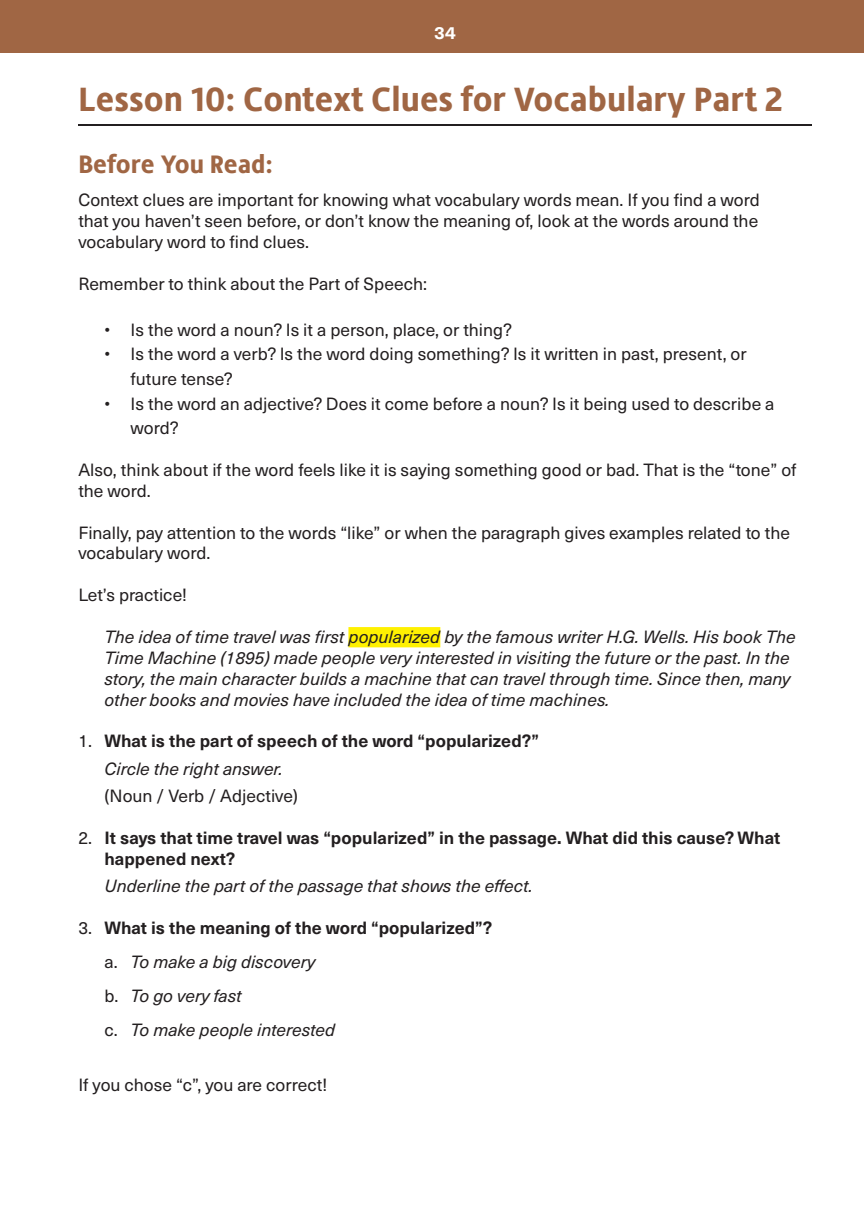 34
Lesson 10: Context Clues for Vocabulary Part 2
Before You Read:
Context clues are important for knowing what vocabulary words mean. If you find a word
that you haven’t seen before, or don’t know the meaning of, look at the words around the
vocabulary word to find clues.
Remember to think about the Part of Speech:
• Is the word a noun? Is it a person, place, or thing?
• Is the word a verb? Is the word doing something? Is it written in past, present, or
future tense?
• Is the word an adjective? Does it come before a noun? Is it being used to describe a
word?
Also, think about if the word feels like it is saying something good or bad. That is the “tone” of
the word.
Finally, pay attention to the words “like” or when the paragraph gives examples related to the
vocabulary word.
Let’s practice!
The idea of time travel was first popularized by the famous writer H.G. Wells. His book The
Time Machine (1895) made people very interested in visiting the future or the past. In the
story, the main character builds a machine that can travel through time. Since then, many
other books and movies have included the idea of time machines.
1. What is the part of speech of the word “popularized?”
Circle the right answer.
(Noun / Verb / Adjective)
2. It says that time travel was “popularized” in the passage. What did this cause? What
happened next?
Underline the part of the passage that shows the effect.
3. What is the meaning of the word “popularized”?
a. To make a big discovery
b. To go very fast
c. To make people interested
If you chose “c”, you are correct!